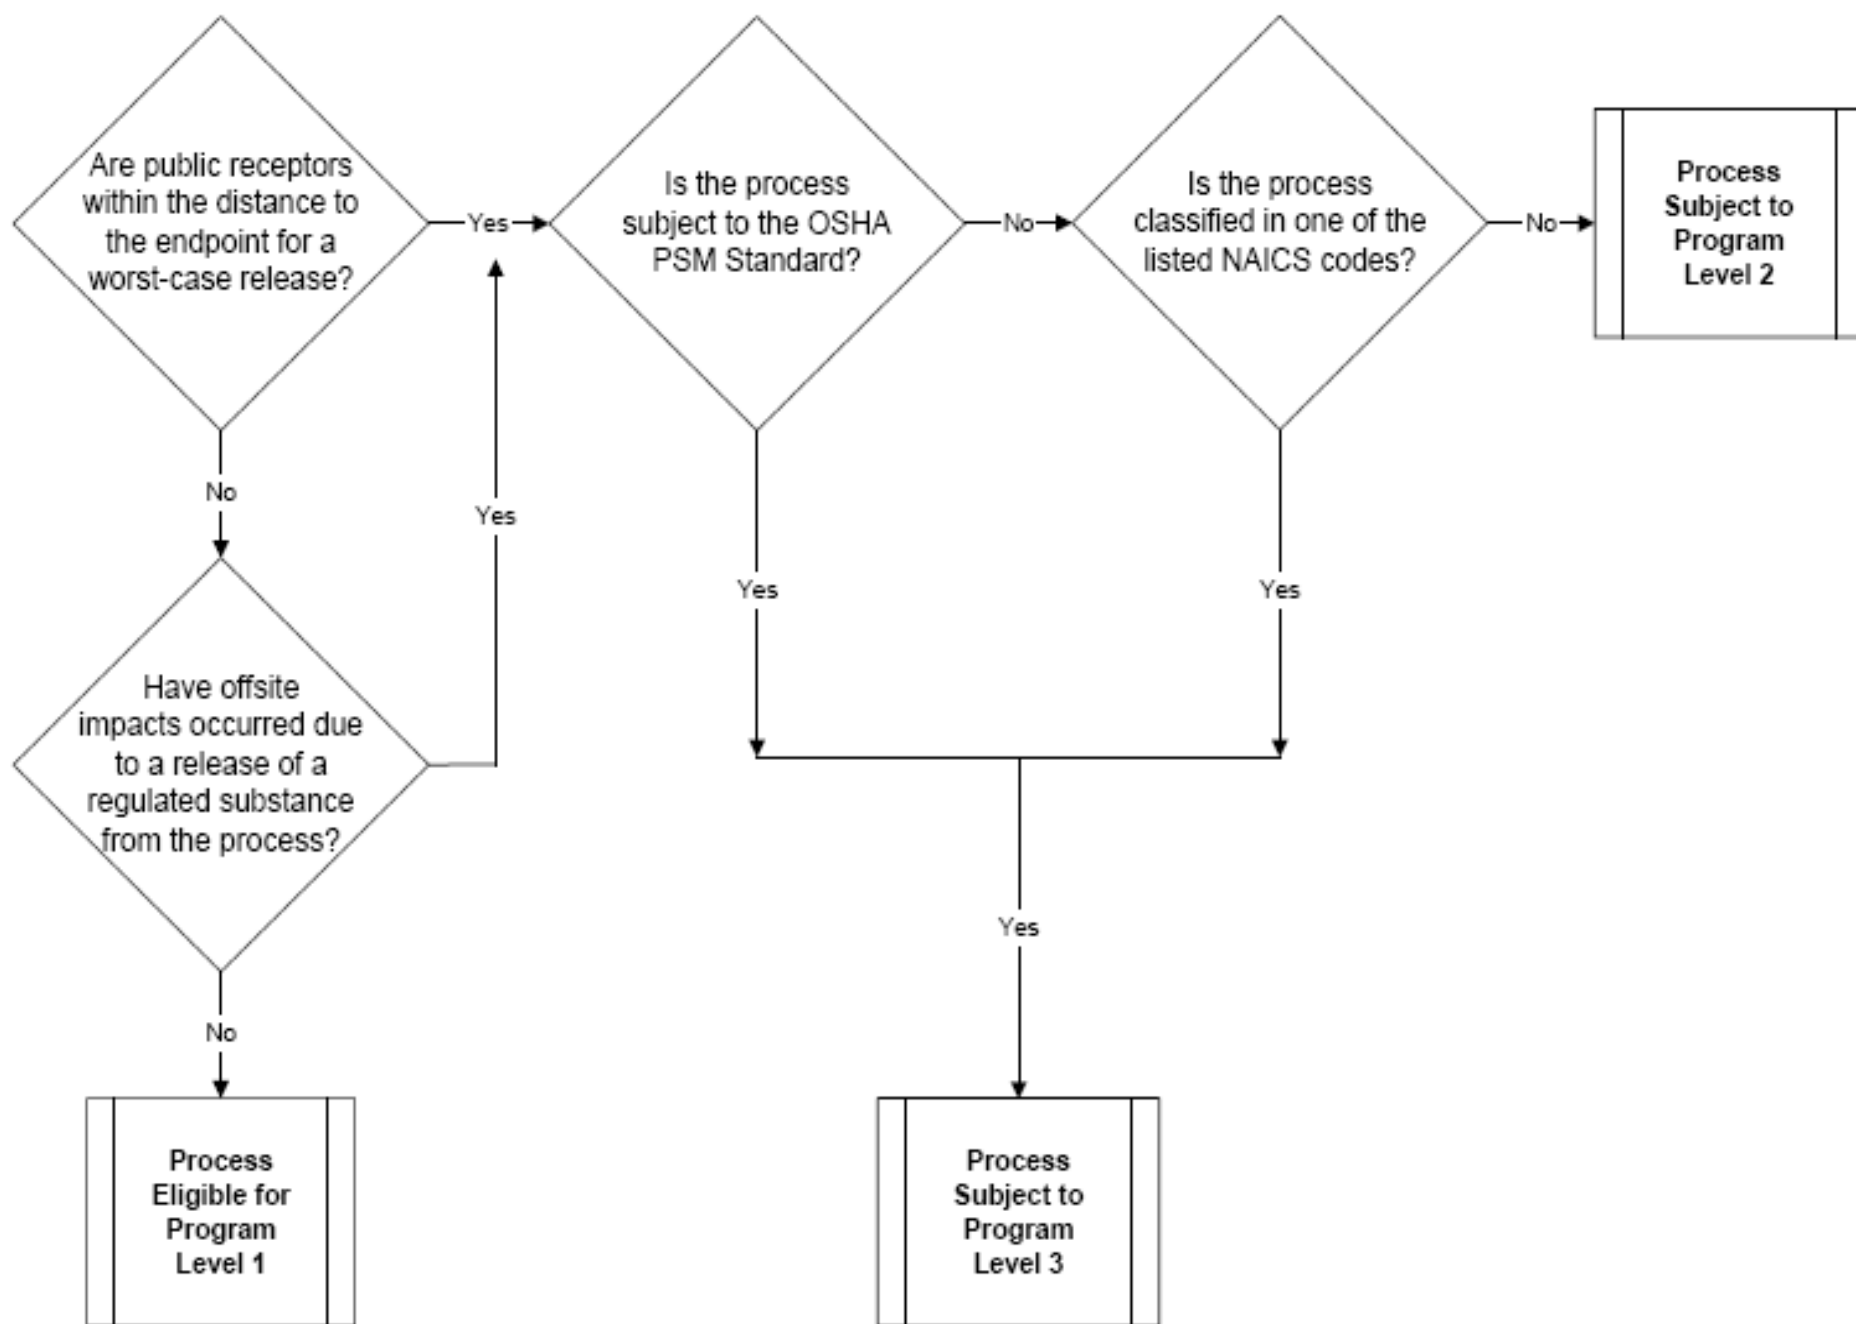 Are public receptors
within the distance to
the endpoint for a
worst-case release?
Yes
Is the process
subject to the OSHA
PSM Standard?
No
Is the process
classified in one of the
listed NAICS codes?
No
Process
Subject to
Program
Level 2
No
Yes
Yes
Yes
Have offsite
impacts occurred due
to a release of a
regulated substance
from the process?
Yes
No
Process
Eligible for
Program
Level 1
Process
Subject to
Program
Level 3